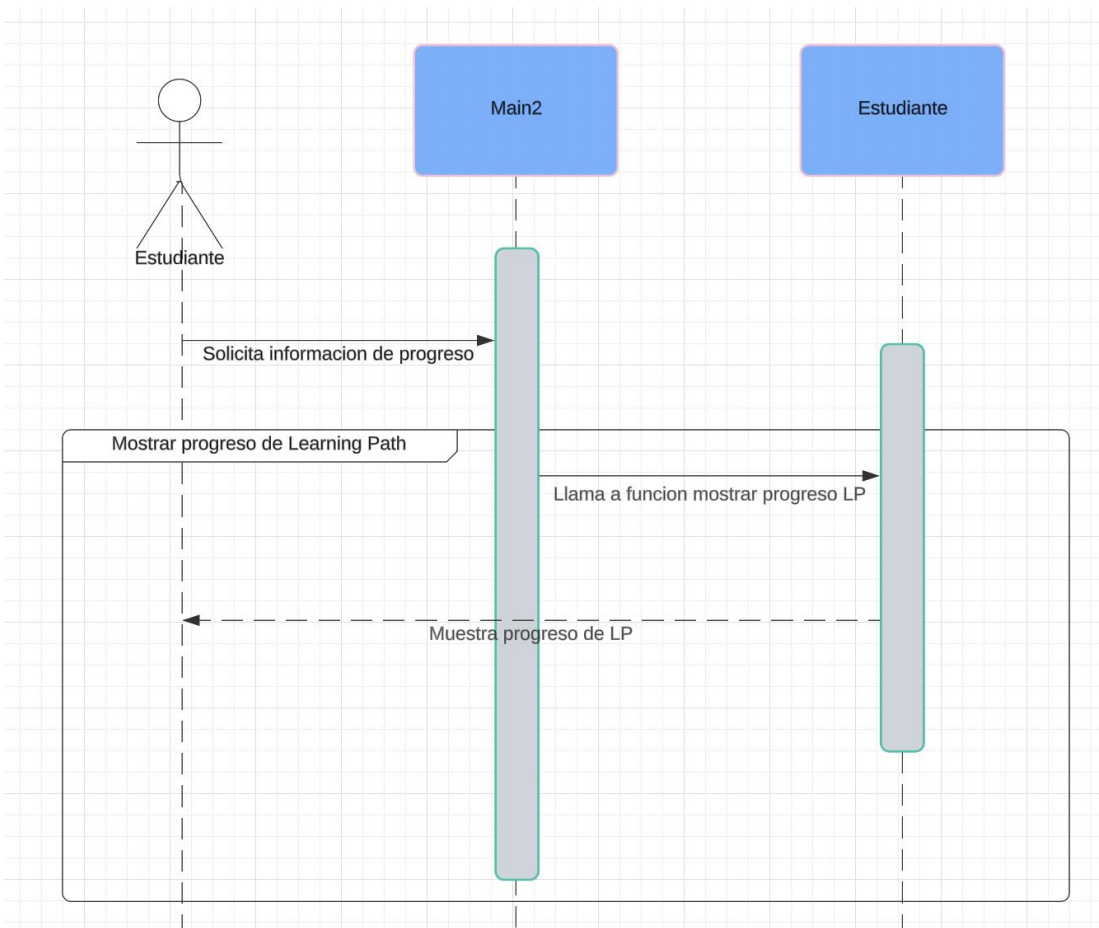 Main2
Estudiante
Estudiante
Solicita informacion de progreso
Mostrar progreso de Learning Path
Llama a funcion mostrar progreso LP
Muestra progreso de LP